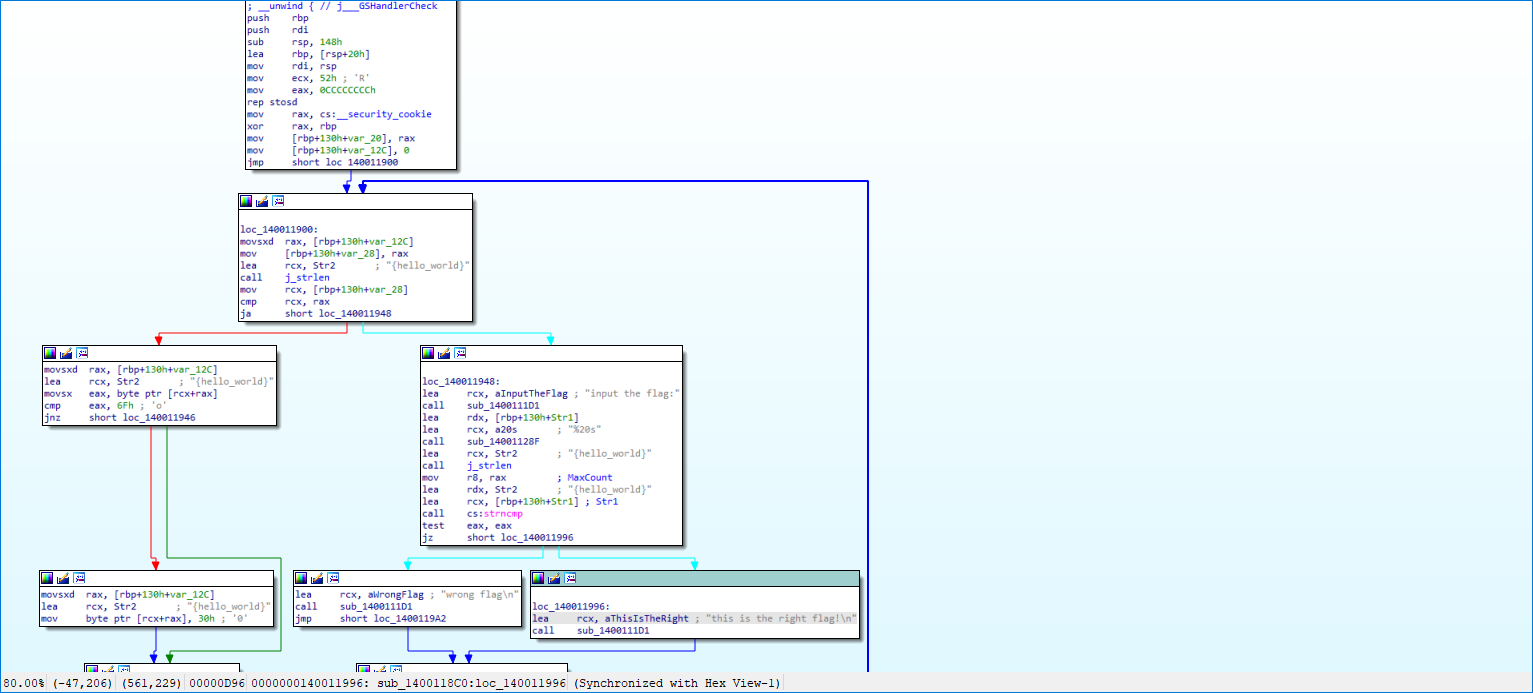 ; __unwind { // j___GSHandlerCheck
push rbp
push rdi
sub rsp, 148h
lea rbp, [rsp+20h]
mov rdi, rsp
mov ecx, 52h ; 'R'
mov eax, 0CCCCCCCCh
rep stosd
mov rax, cs:__security_cookie
xor rax, rbp
mov [rbp+130h+var_20], rax
mov [rbp+130h+var_12C], 0
jmp short loc_140011900
loc_140011900:
movsxd rax, [rbp+130h+var_12C]
mov [rbp+130h+var_28], rax
lea rcx, Str2 ; "{hello_world}"
call j_strlen
mov rcx, [rbp+130h+var_28]
cmp rcx, rax
ja short loc_140011948
movsxd rax, [rbp+130h+var_12C]
lea rcx, Str2 ; "{hello_world}"
movsx eax, byte ptr [rcx+rax]
cmp eax, 6Fh ; 'o'
jnz short loc_140011946
loc_140011948:
lea rcx, aInputTheFlag ; "input the flag:"
call sub_1400111D1
lea rdx, [rbp+130h+Str1]
lea rcx, a20s ; "%20s"
call sub_14001128F
lea rcx, Str2 ; "{hello_world}"
call j_strlen
mov r8, rax ; MaxCount
lea rdx, Str2 ; "{hello_world}"
lea rcx, [rbp+130h+Str1] ; Str1
call cs:strncmp
test eax, eax
jz short loc_140011996
movsxd rax, [rbp+130h+var_12C]
lea rcx, Str2 ; "{hello_world}"
mov byte ptr [rcx+rax], 30h ; '0'
lea rcx, aWrongFlag ; "wrong flag\n"
call sub_1400111D1
jmp short loc_1400119A2
loc_140011996:
lea rcx, aThisIsTheRight ; "this is the right flag!\n"
call sub_1400111D1
80.00% (-47,206) (561,229) 00000D96 0000000140011996: sub_1400118C0:loc_140011996 (Synchronized with Hex View-1)